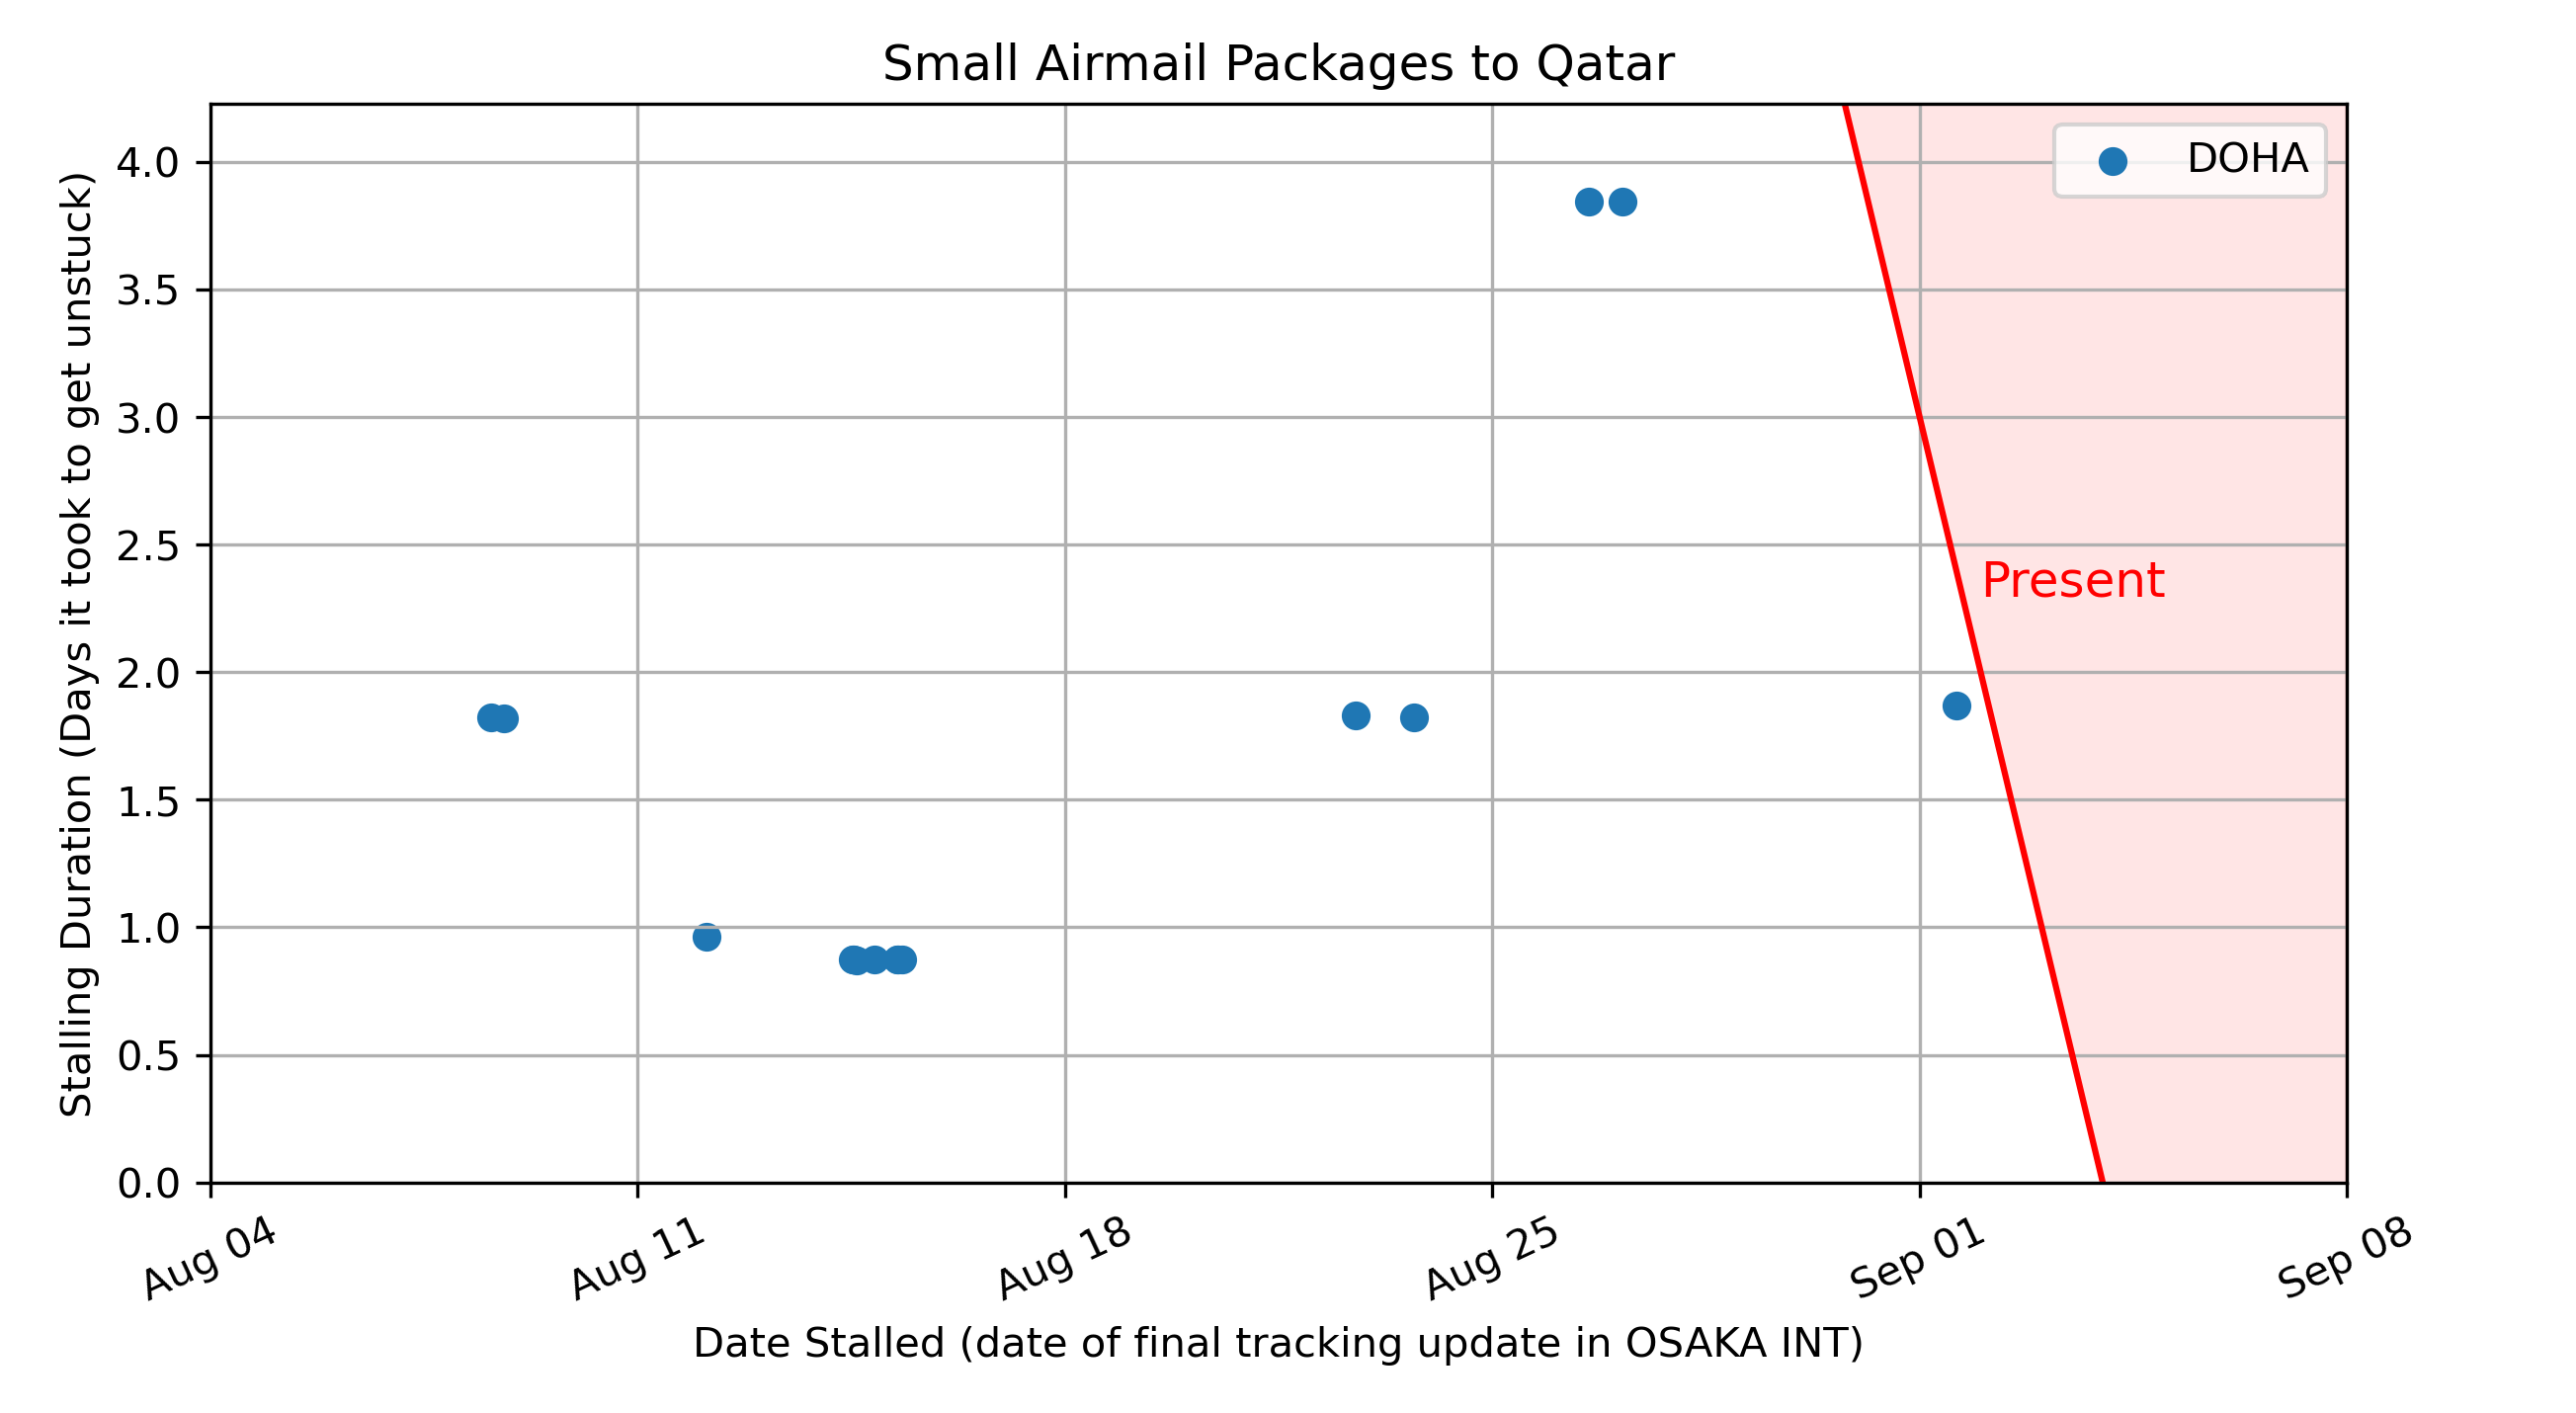 Small Airmail Packages to Qatar
DOHA
Present
Stalling Duration (Days it took to get unstuck)
4.0
3.5
3.0
2.5
2.0
1.5
1.0
0.5
0.0
Aug 04
Aug 11
Aug 18
Aug 25
Sep 01
Sep 08
Date Stalled (date of final tracking update in OSAKA INT)